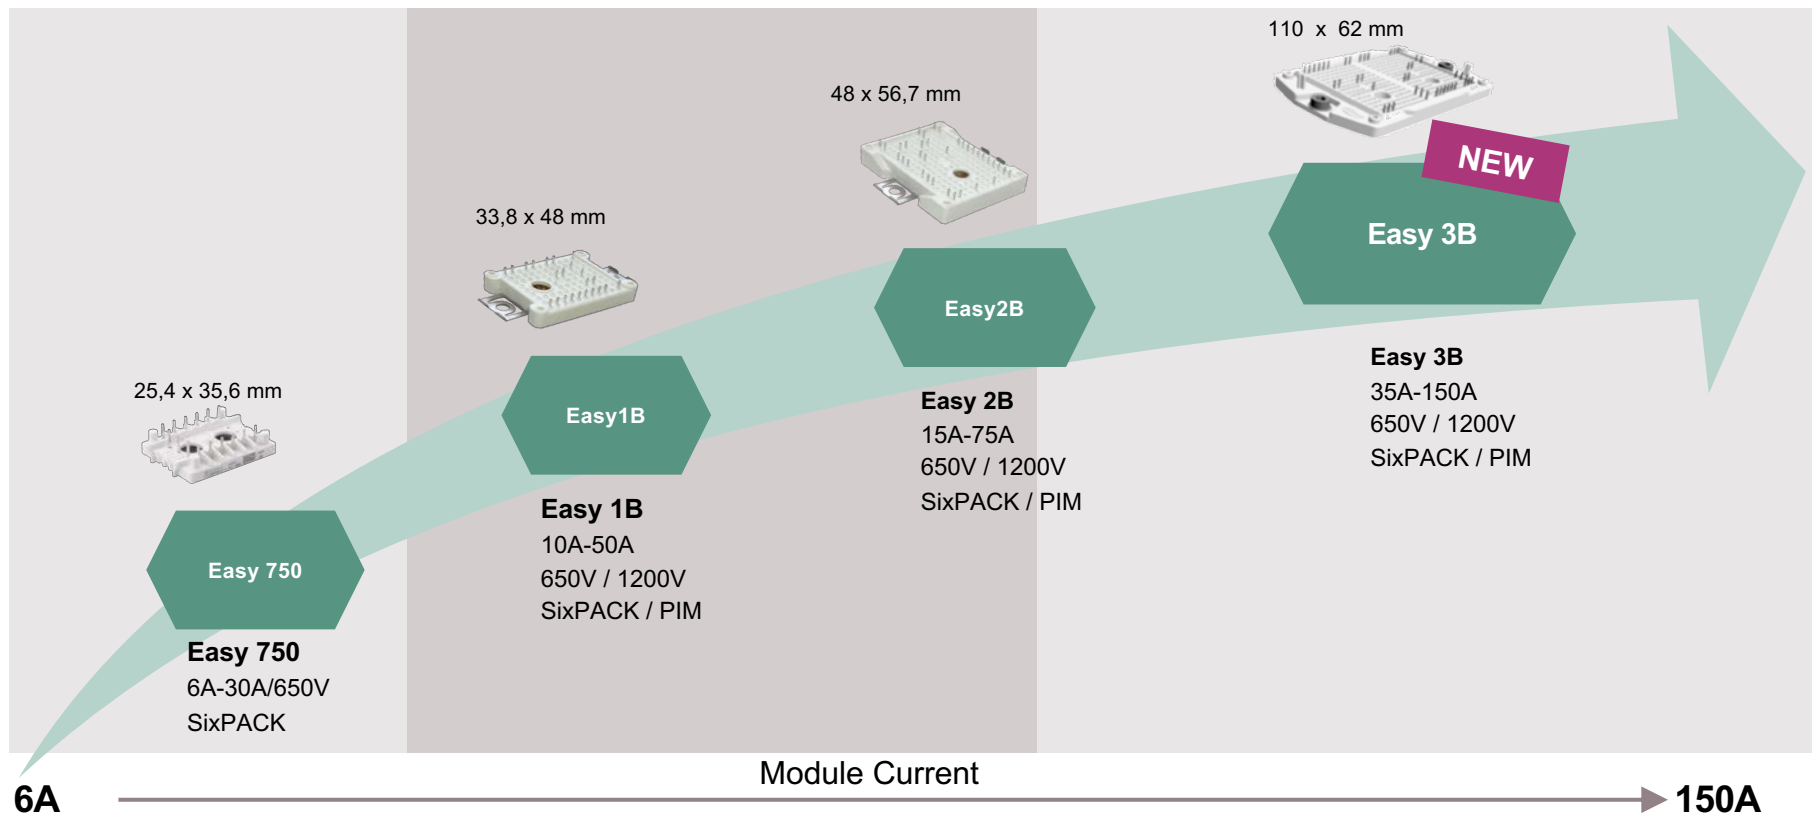 110 x 62 mm
NEW
Easy 3B
Easy 3B
35A-150A
650V / 1200V
SixPACK / PIM
48 x 56,7 mm
Easy2B
Easy 2B
15A-75A
650V / 1200V
SixPACK / PIM
33,8 x 48 mm
Easy1B
Easy 1B
10A-50A
650V / 1200V
SixPACK / PIM
25,4 x 35,6 mm
Easy 750
Easy 750
6A-30A/650V
SixPACK
Module Current
6A
150A